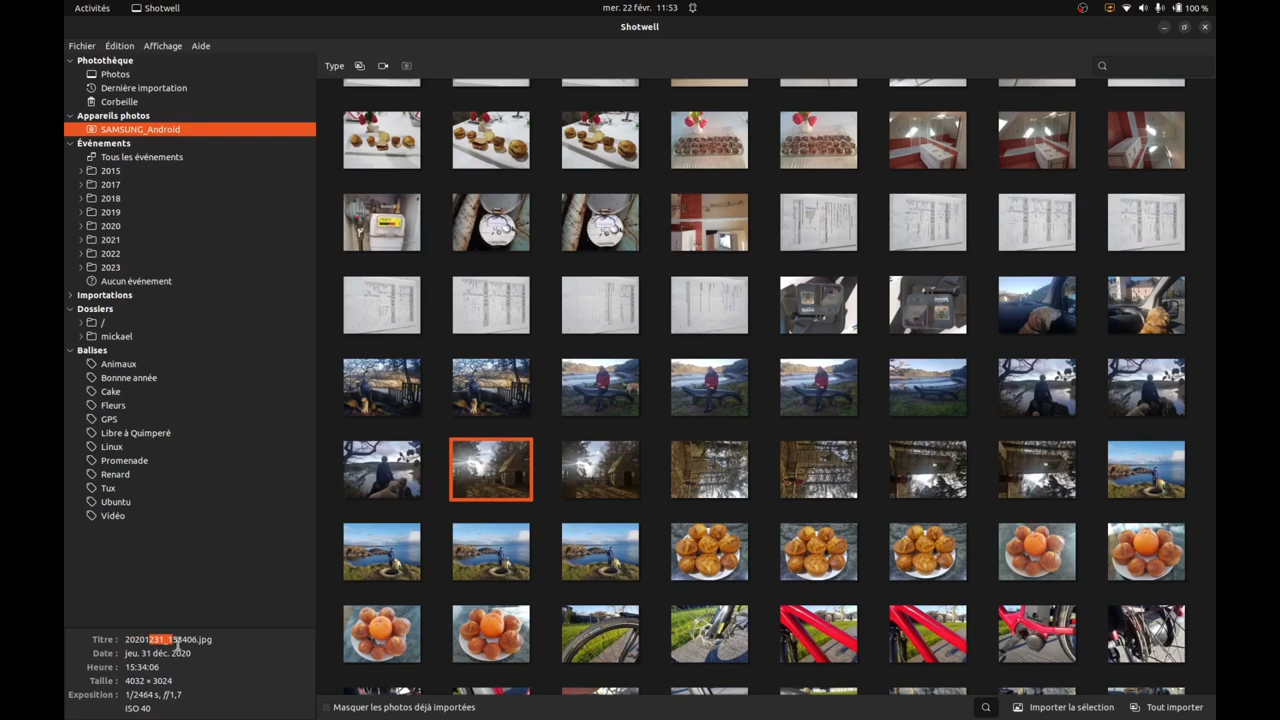 Activités Shotwell mer. 22 févr. 11:53 100 %
Shotwell
Fichier Édition Affichage Aide
Photothèque
Photos
Dernière importation
Corbeille
Appareils photos
SAMSUNG_Android
Événements
Tous les événements
2015
2017
2018
2019
2020
2021
2022
2023
Aucun événement
Importations
Dossiers
/
mickael
Balises
Animaux
Bonnne année
Cake
Fleurs
GPS
Libre à Quimperé
Linux
Promenade
Renard
Tux
Ubuntu
Vidéo
Titre : 20201231_153406.jpg
Date : jeu. 31 déc. 2020
Heure : 15:34:06
Taille : 4032 × 3024
Exposition : 1/2464 s, f/1,7
ISO 40
Type
Masquer les photos déjà importées
Importer la sélection
Tout importer